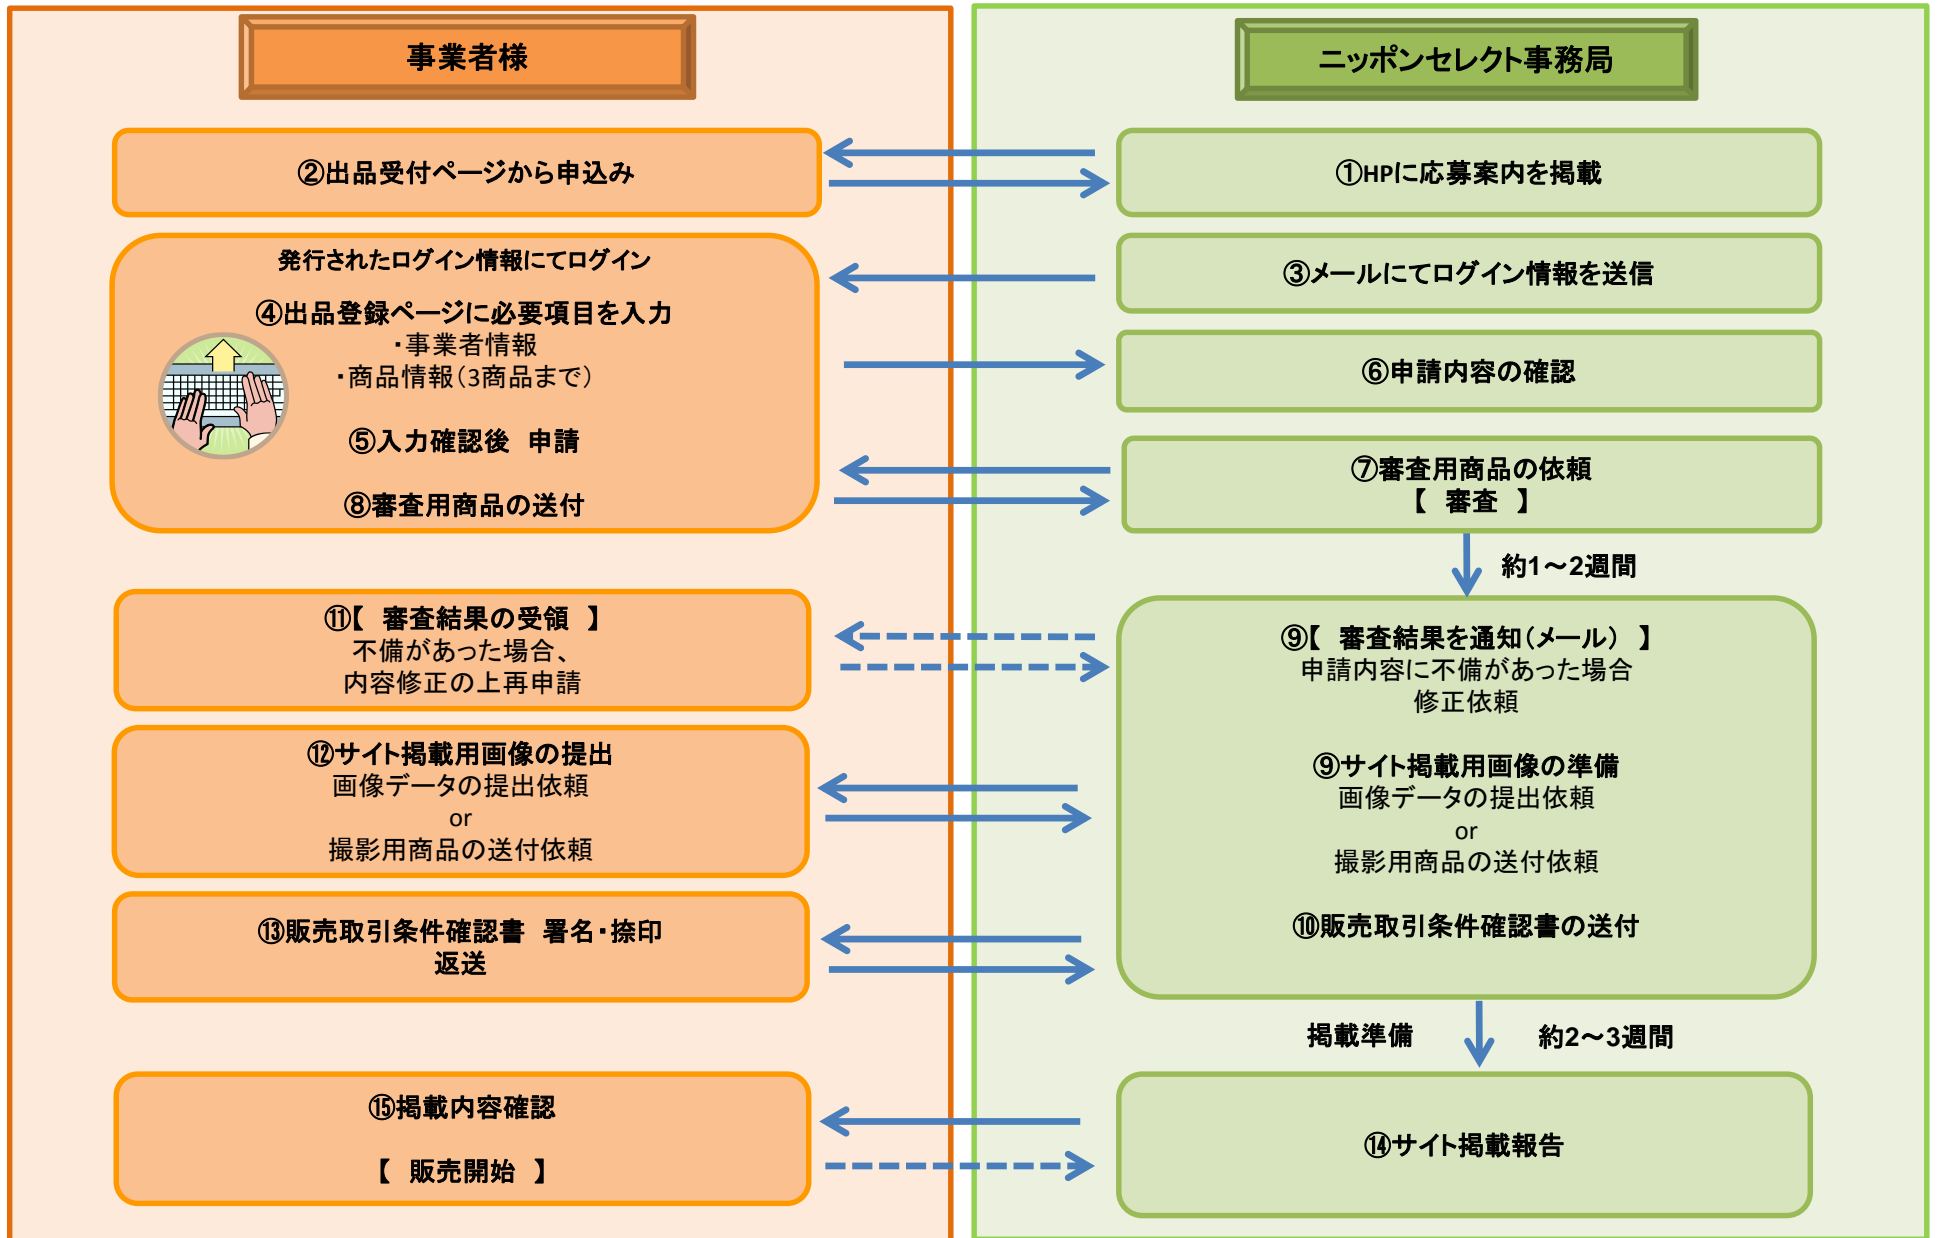 事業者様
②出品受付ページから申込み
発行されたログイン情報にてログイン
④出品登録ページに必要項目を入力
・事業者情報
・商品情報(3商品まで)
⑤入力確認後　申請
⑧審査用商品の送付
⑪【　審査結果の受領　】
不備があった場合、
内容修正の上再申請
⑫サイト掲載用画像の提出
画像データの提出依頼
or
撮影用商品の送付依頼
⑬販売取引条件確認書　署名・捺印
返送
⑮掲載内容確認
【　販売開始　】
ニッポンセレクト事務局
①HPに応募案内を掲載
③メールにてログイン情報を送信
⑥申請内容の確認
⑦審査用商品の依頼
【　審査　】
約1～2週間
⑨【　審査結果を通知(メール)　】
申請内容に不備があった場合
修正依頼
⑨サイト掲載用画像の準備
画像データの提出依頼
or
撮影用商品の送付依頼
⑩販売取引条件確認書の送付
掲載準備　約2～3週間
⑭サイト掲載報告